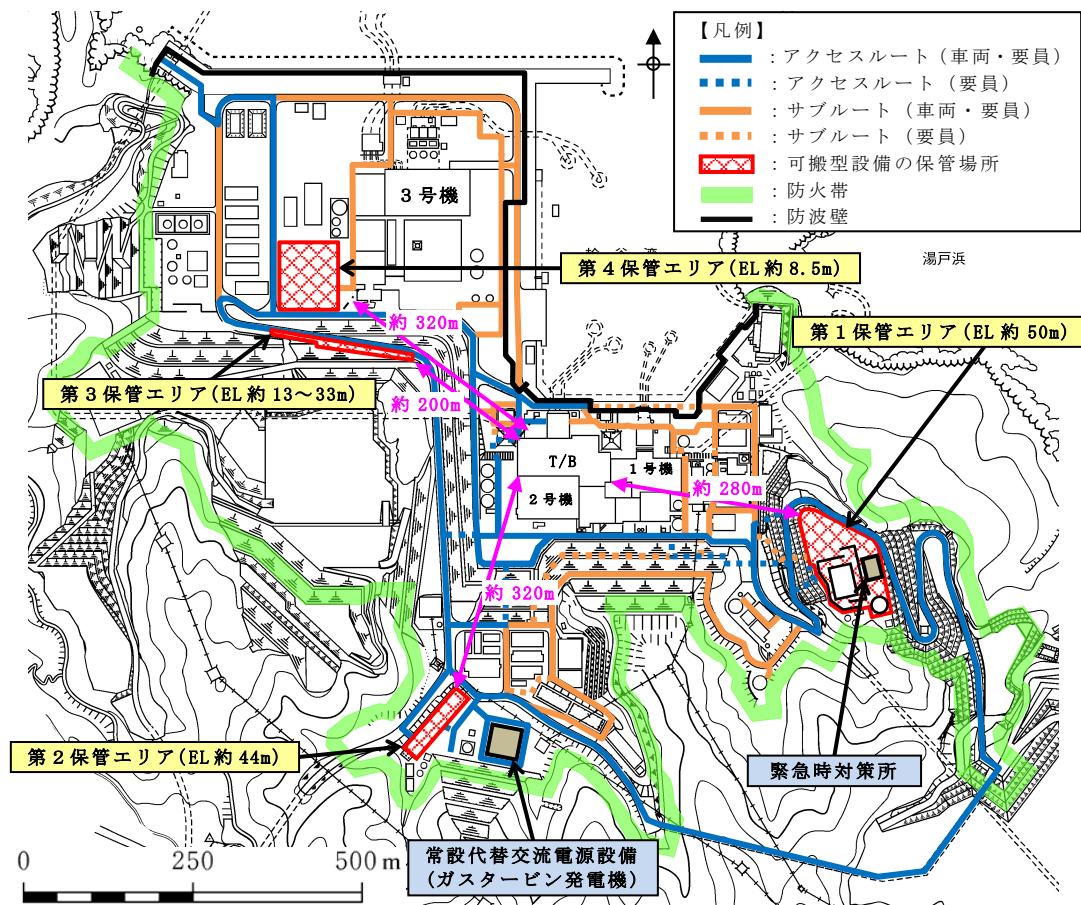 【凡例】
：アクセスルート（車両・要員）
：アクセスルート（要員）
：サブルート（車両・要員）
：サブルート（要員）
：可搬型設備の保管場所
：防火帯
：防波壁
3号機
湯戸浜
第4保管エリア(EL約8.5m)
約320m
第1保管エリア(EL約50m)
第3保管エリア(EL約13～33m)
約200m
T/B
1号機
2号機
約280m
約320m
第2保管エリア(EL約44m)
緊急時対策所
常設代替交流電源設備
(ガスタービン発電機)
0 250 500m